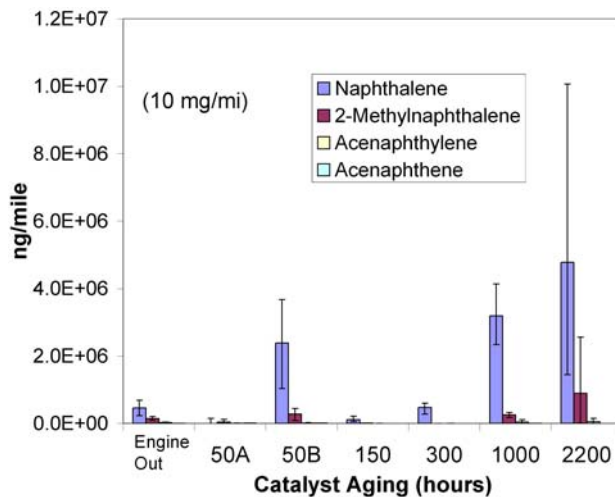 1.2E+07
1.0E+07
8.0E+06
6.0E+06
4.0E+06
2.0E+06
0.0E+00
ng/mile
(10 mg/mi)
Naphthalene
2-Methylnaphthalene
Acenaphthylene
Acenaphthene
Engine
Out
50A
50B
150
300
1000
2200
Catalyst Aging (hours)